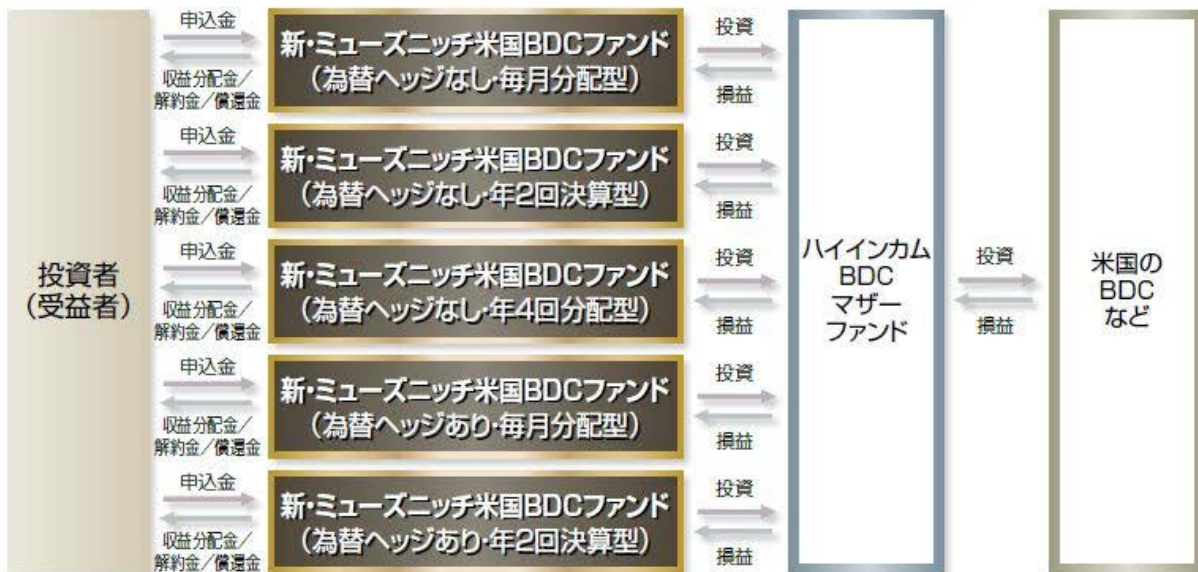 投資者
(受益者)
申込金
収益分配金/
解約金/償還金
新・ミューズニッチ米国BDCファンド
(為替ヘッジなし・毎月分配型)
投資
損益
申込金
収益分配金/
解約金/償還金
新・ミューズニッチ米国BDCファンド
(為替ヘッジなし・年2回決算型)
投資
損益
申込金
収益分配金/
解約金/償還金
新・ミューズニッチ米国BDCファンド
(為替ヘッジなし・年4回分配型)
投資
損益
申込金
収益分配金/
解約金/償還金
新・ミューズニッチ米国BDCファンド
(為替ヘッジあり・毎月分配型)
投資
損益
申込金
収益分配金/
解約金/償還金
新・ミューズニッチ米国BDCファンド
(為替ヘッジあり・年2回決算型)
投資
損益
ハイインカム
BDC
マザー
ファンド
投資
損益
米国の
BDC
など